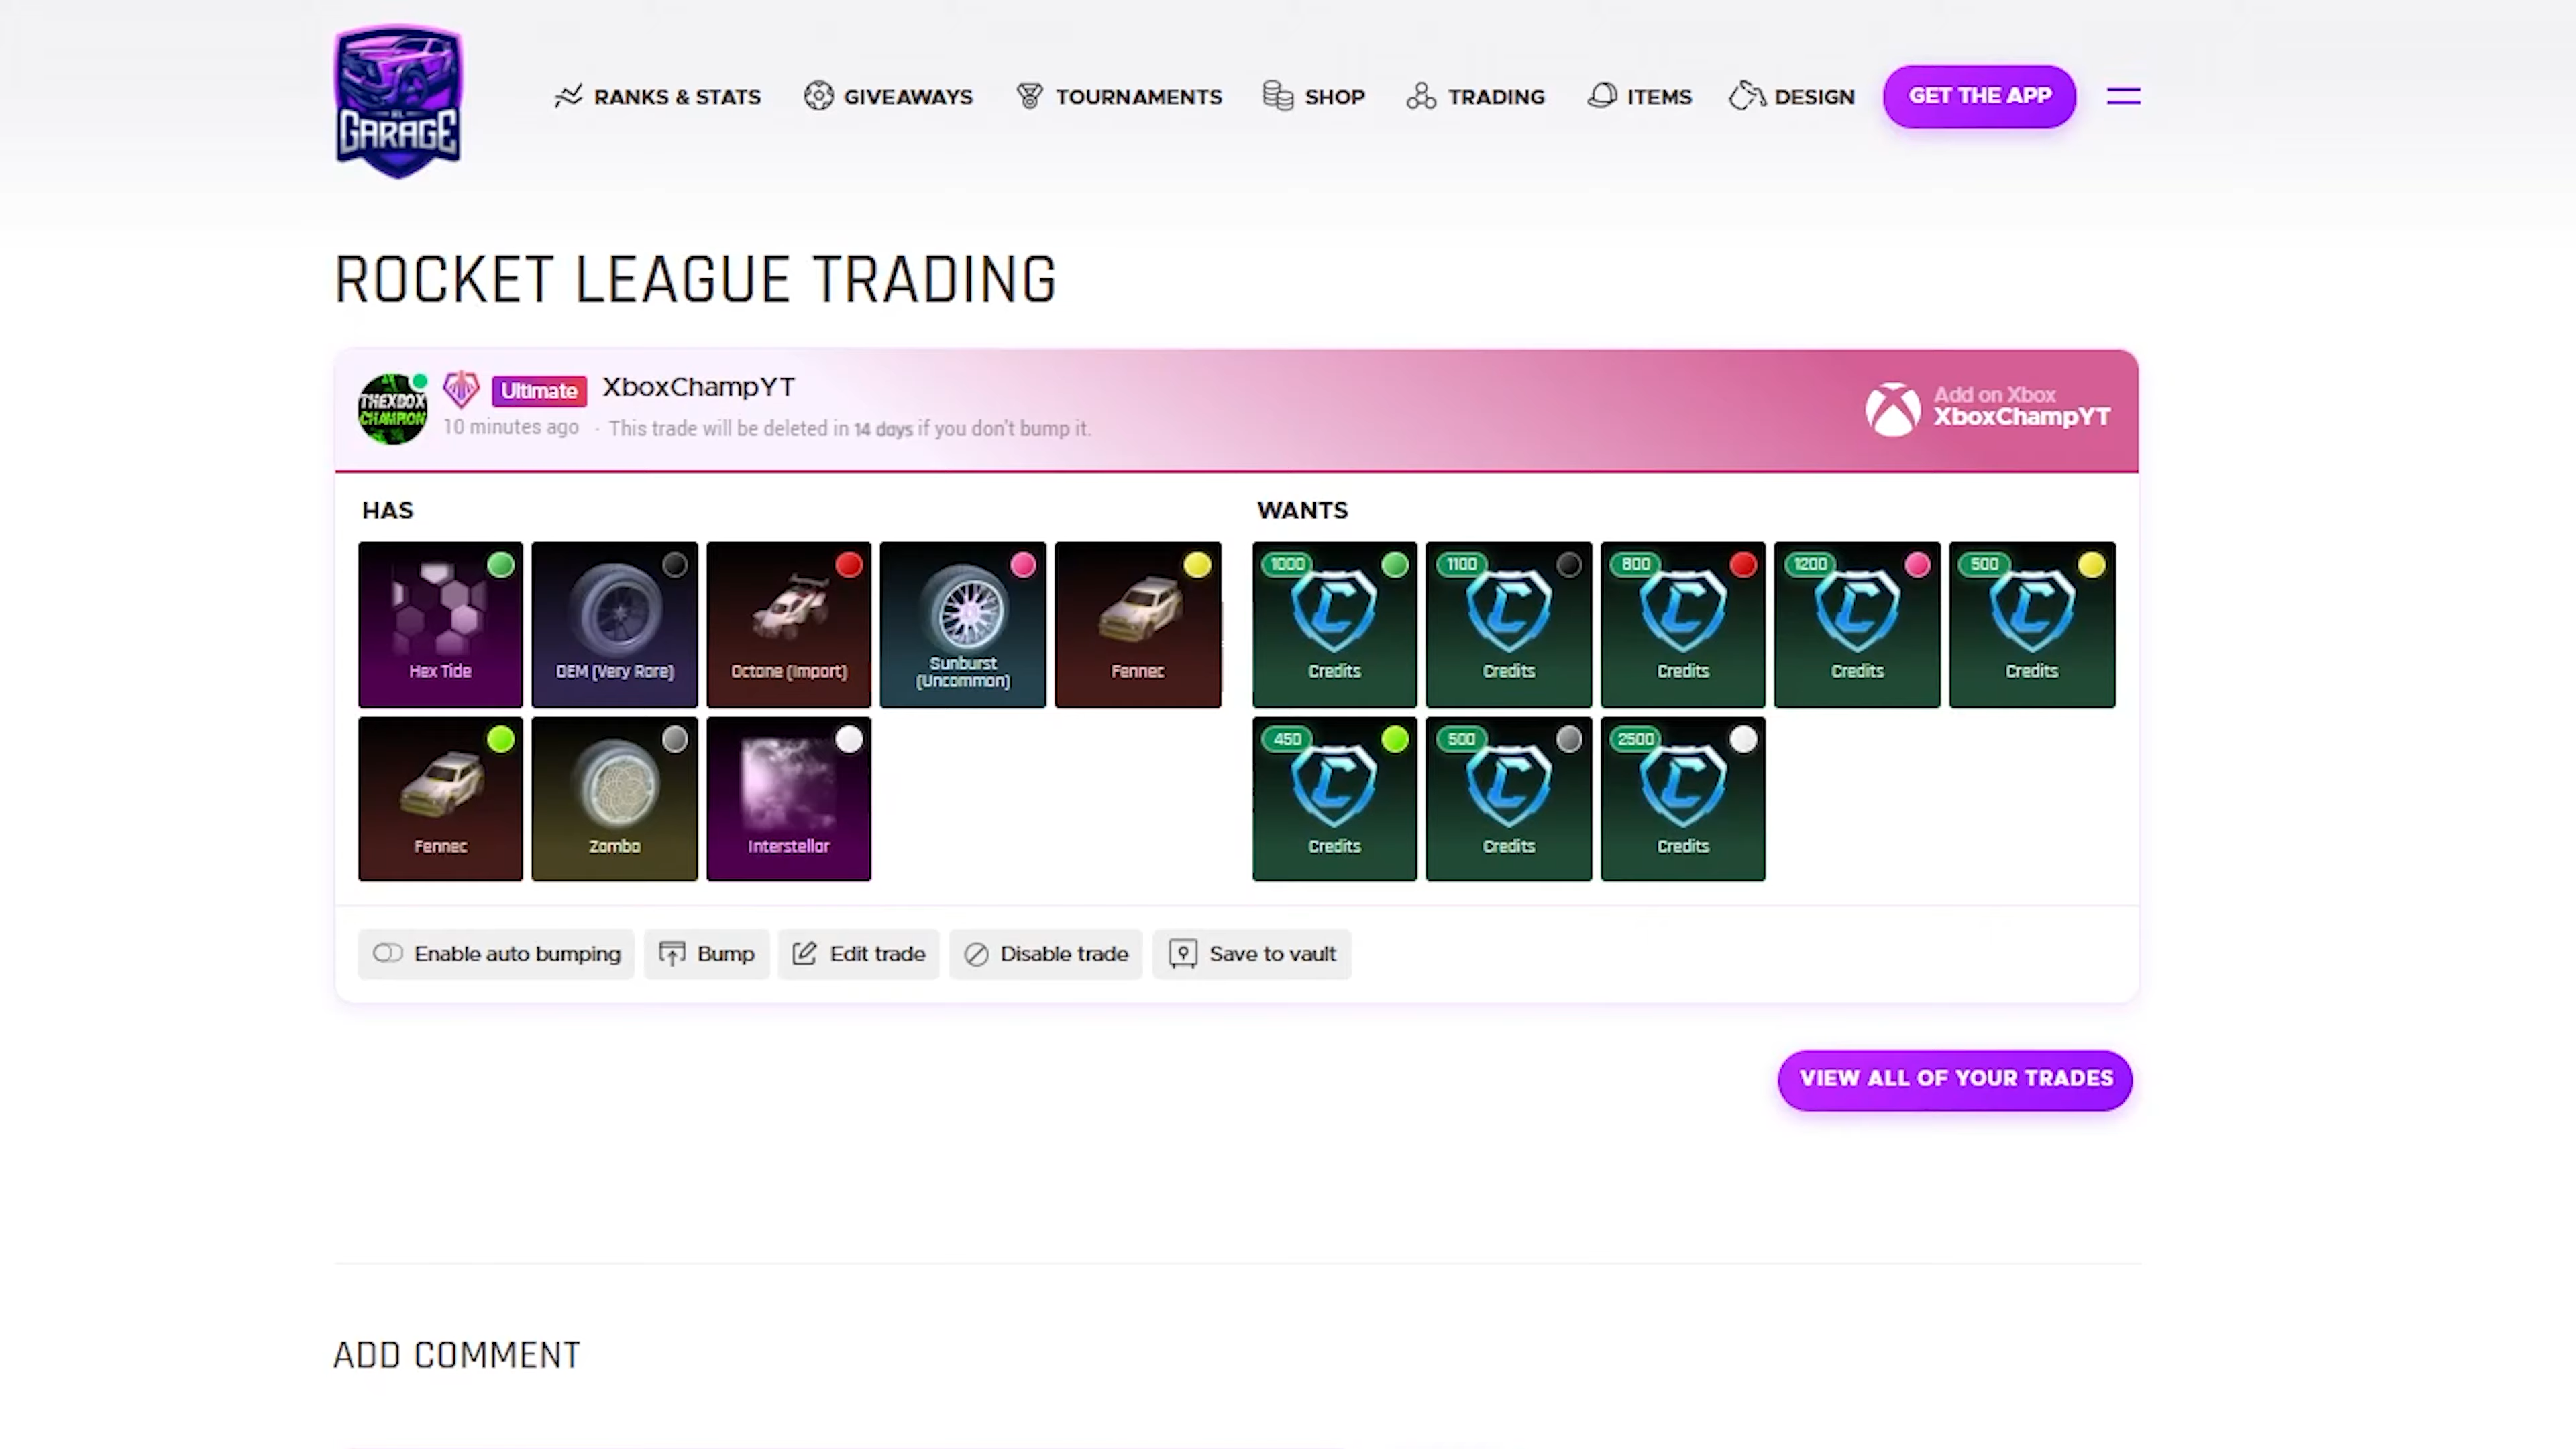 RL
GARAGE
RANKS & STATS
GIVEAWAYS
TOURNAMENTS
SHOP
TRADING
ITEMS
DESIGN
GET THE APP
ROCKET LEAGUE TRADING
THEXBOX
CHAMPION
Ultimate XboxChampYT
10 minutes ago · This trade will be deleted in 14 days if you don't bump it.
Add on Xbox
XboxChampYT
HAS
Hex Tide
OEM (Very Rare)
Octane (Import)
Sunburst
(Uncommon)
Fennec
Fennec
Zomba
Interstellar
WANTS
1000
Credits
1100
Credits
800
Credits
1200
Credits
500
Credits
450
Credits
500
Credits
2500
Credits
Enable auto bumping
Bump
Edit trade
Disable trade
Save to vault
VIEW ALL OF YOUR TRADES
ADD COMMENT